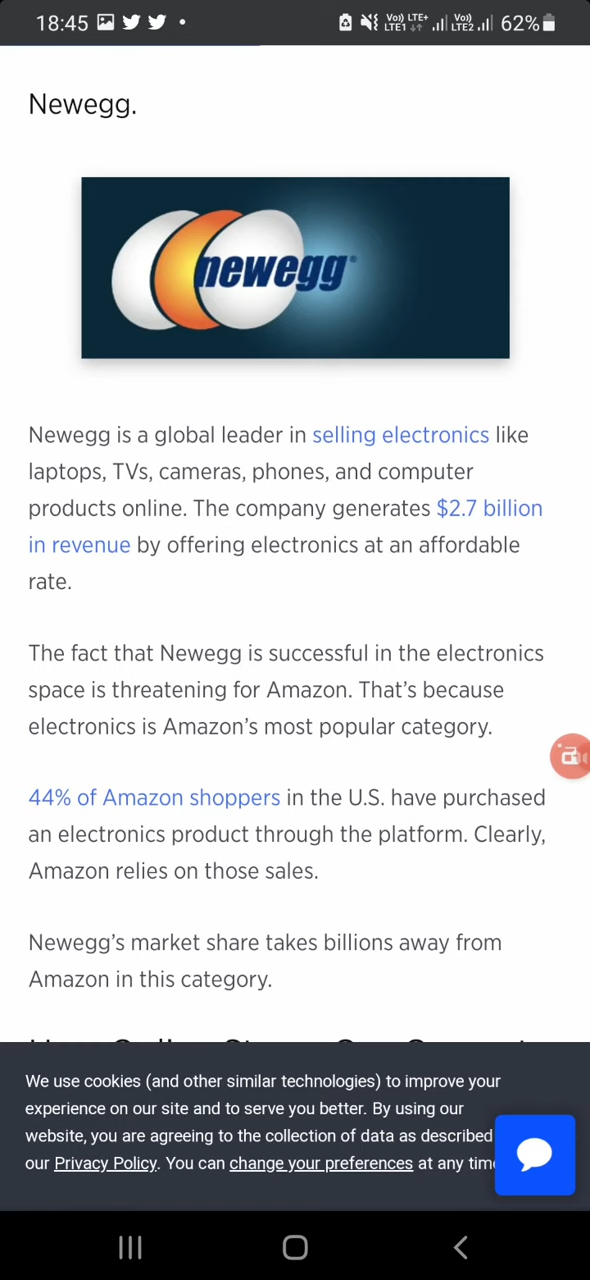 18:45 Vo)) LTE+ LTE1 Vo)) LTE2 62%
Newegg.
newegg®
Newegg is a global leader in selling electronics like
laptops, TVs, cameras, phones, and computer
products online. The company generates $2.7 billion
in revenue by offering electronics at an affordable
rate.
The fact that Newegg is successful in the electronics
space is threatening for Amazon. That’s because
electronics is Amazon’s most popular category.
44% of Amazon shoppers in the U.S. have purchased
an electronics product through the platform. Clearly,
Amazon relies on those sales.
Newegg’s market share takes billions away from
Amazon in this category.
We use cookies (and other similar technologies) to improve your
experience on our site and to serve you better. By using our
website, you are agreeing to the collection of data as described
our Privacy Policy. You can change your preferences at any